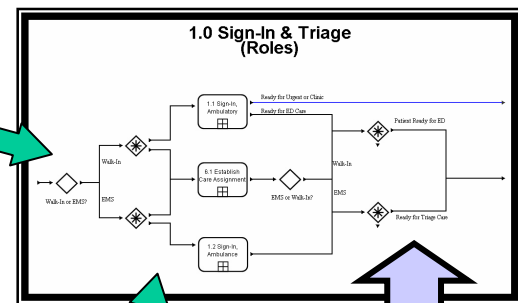 1.0 Sign-In & Triage
(Roles)
1.1 Sign-In,
Ambulatory
Ready for Urgent or Clinic
Ready for ED Care
Patient Ready for ED
Walk-In
Walk-In
6.1 Establish
Care Assignment
Walk-In or EMS?
EMS
EMS or Walk-In?
EMS
Ready for Triage Care
1.2 Sign-In,
Ambulance